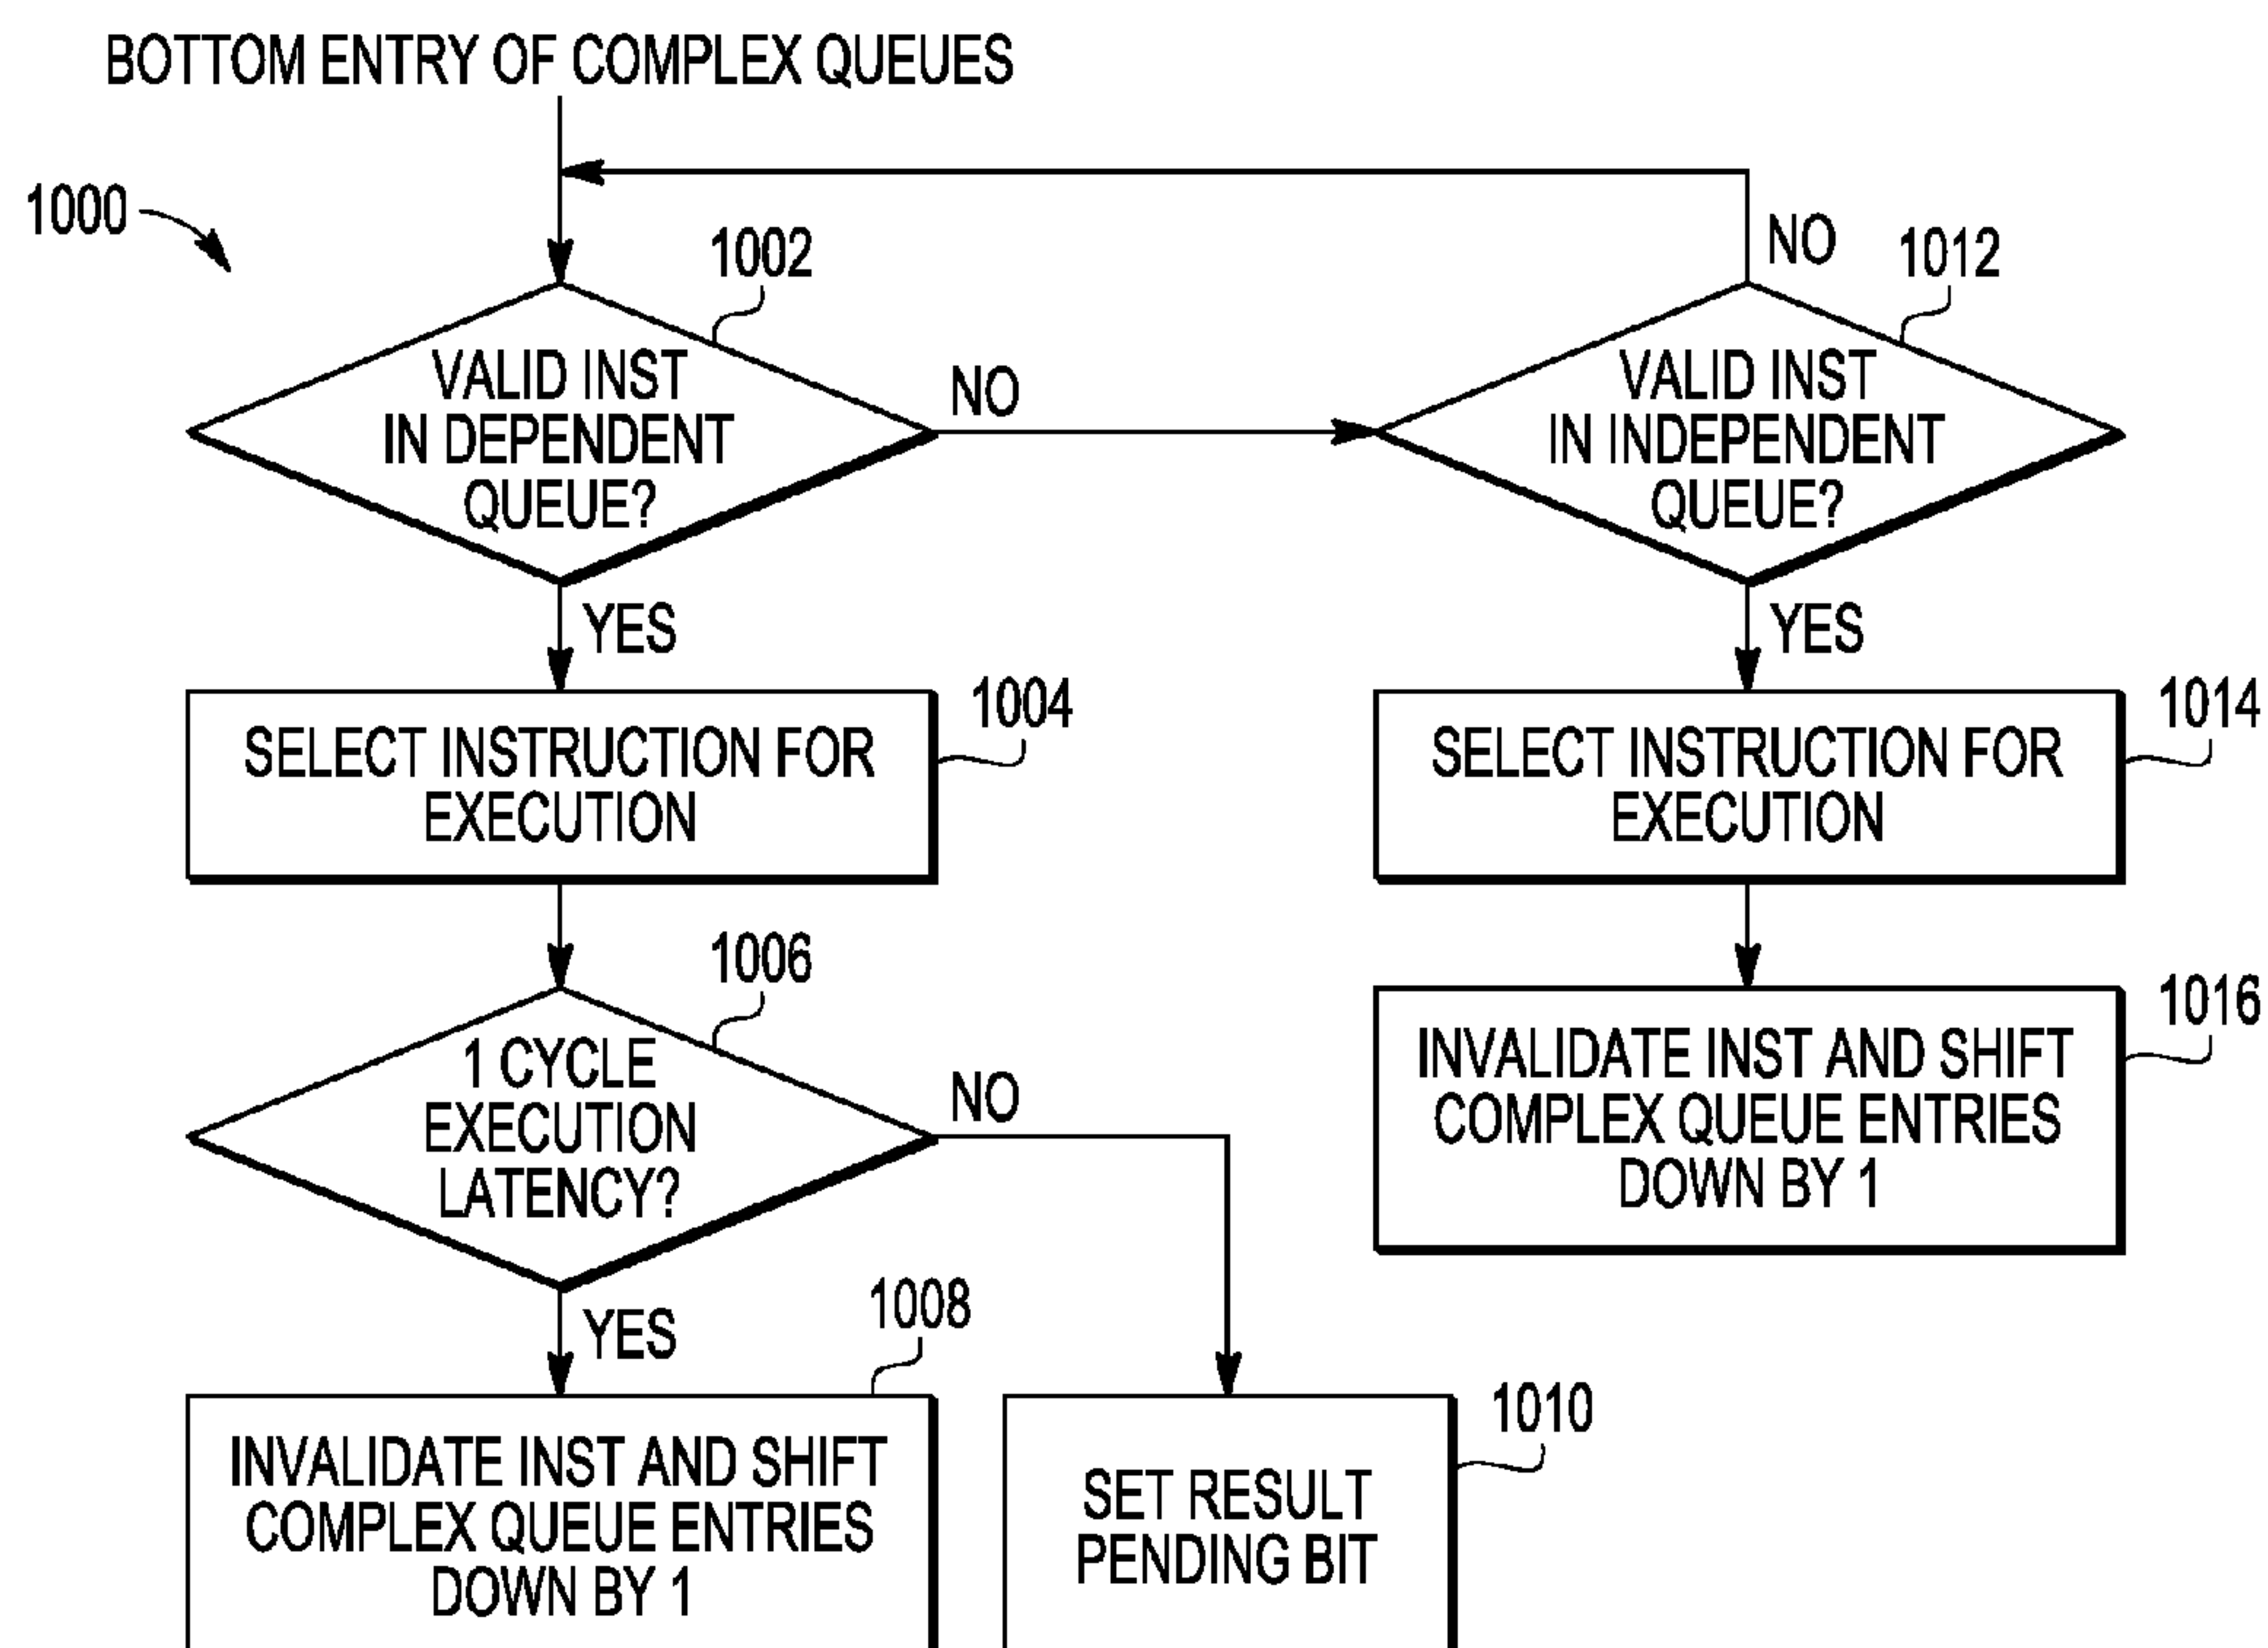 BOTTOM ENTRY OF COMPLEX QUEUES
1000
1002
VALID INST
IN DEPENDENT
QUEUE?
NO
NO
1012
VALID INST
IN INDEPENDENT
QUEUE?
YES
YES
1004
SELECT INSTRUCTION FOR
EXECUTION
1014
SELECT INSTRUCTION FOR
EXECUTION
1006
1 CYCLE
EXECUTION
LATENCY?
NO
1016
INVALIDATE INST AND SHIFT
COMPLEX QUEUE ENTRIES
DOWN BY 1
YES
1008
INVALIDATE INST AND SHIFT
COMPLEX QUEUE ENTRIES
DOWN BY 1
1010
SET RESULT
PENDING BIT